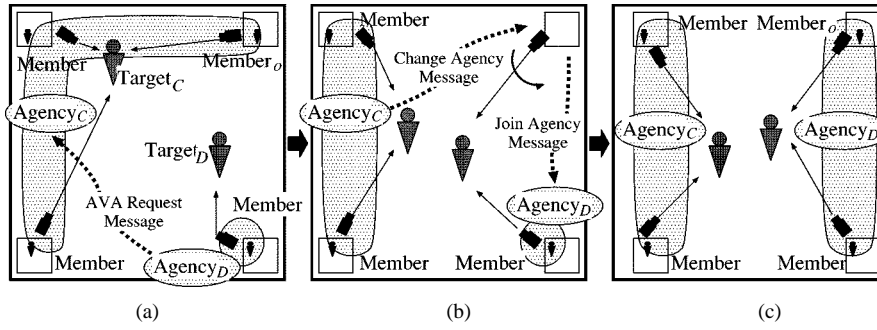 Member
Member_o
Target_C
Agency_C
Target_D
AVA Request
Message
Member
Member
Agency_D
(a)
Member
Change Agency
Message
Agency_C
Join Agency
Message
Agency_D
Member
Member
(b)
Member
Member_o
Agency_C
Agency_D
Member
Member
(c)